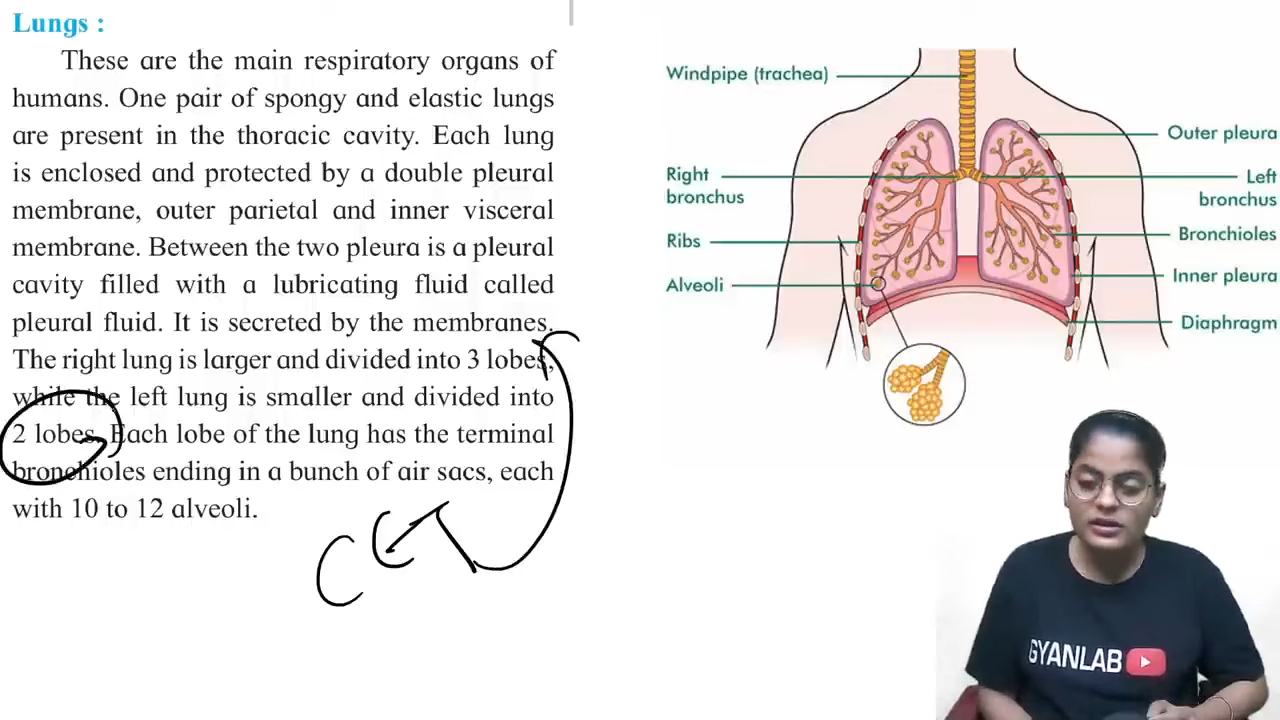 Lungs :
These are the main respiratory organs of
humans. One pair of spongy and elastic lungs
are present in the thoracic cavity. Each lung
is enclosed and protected by a double pleural
membrane, outer parietal and inner visceral
membrane. Between the two pleura is a pleural
cavity filled with a lubricating fluid called
pleural fluid. It is secreted by the membranes.
The right lung is larger and divided into 3 lobes,
while the left lung is smaller and divided into
2 lobes. Each lobe of the lung has the terminal
bronchioles ending in a bunch of air sacs, each
with 10 to 12 alveoli.
CET
Windpipe (trachea)
Right
bronchus
Ribs
Alveoli
Outer pleura
Left
bronchus
Bronchioles
Inner pleura
Diaphragm
GYANLAB